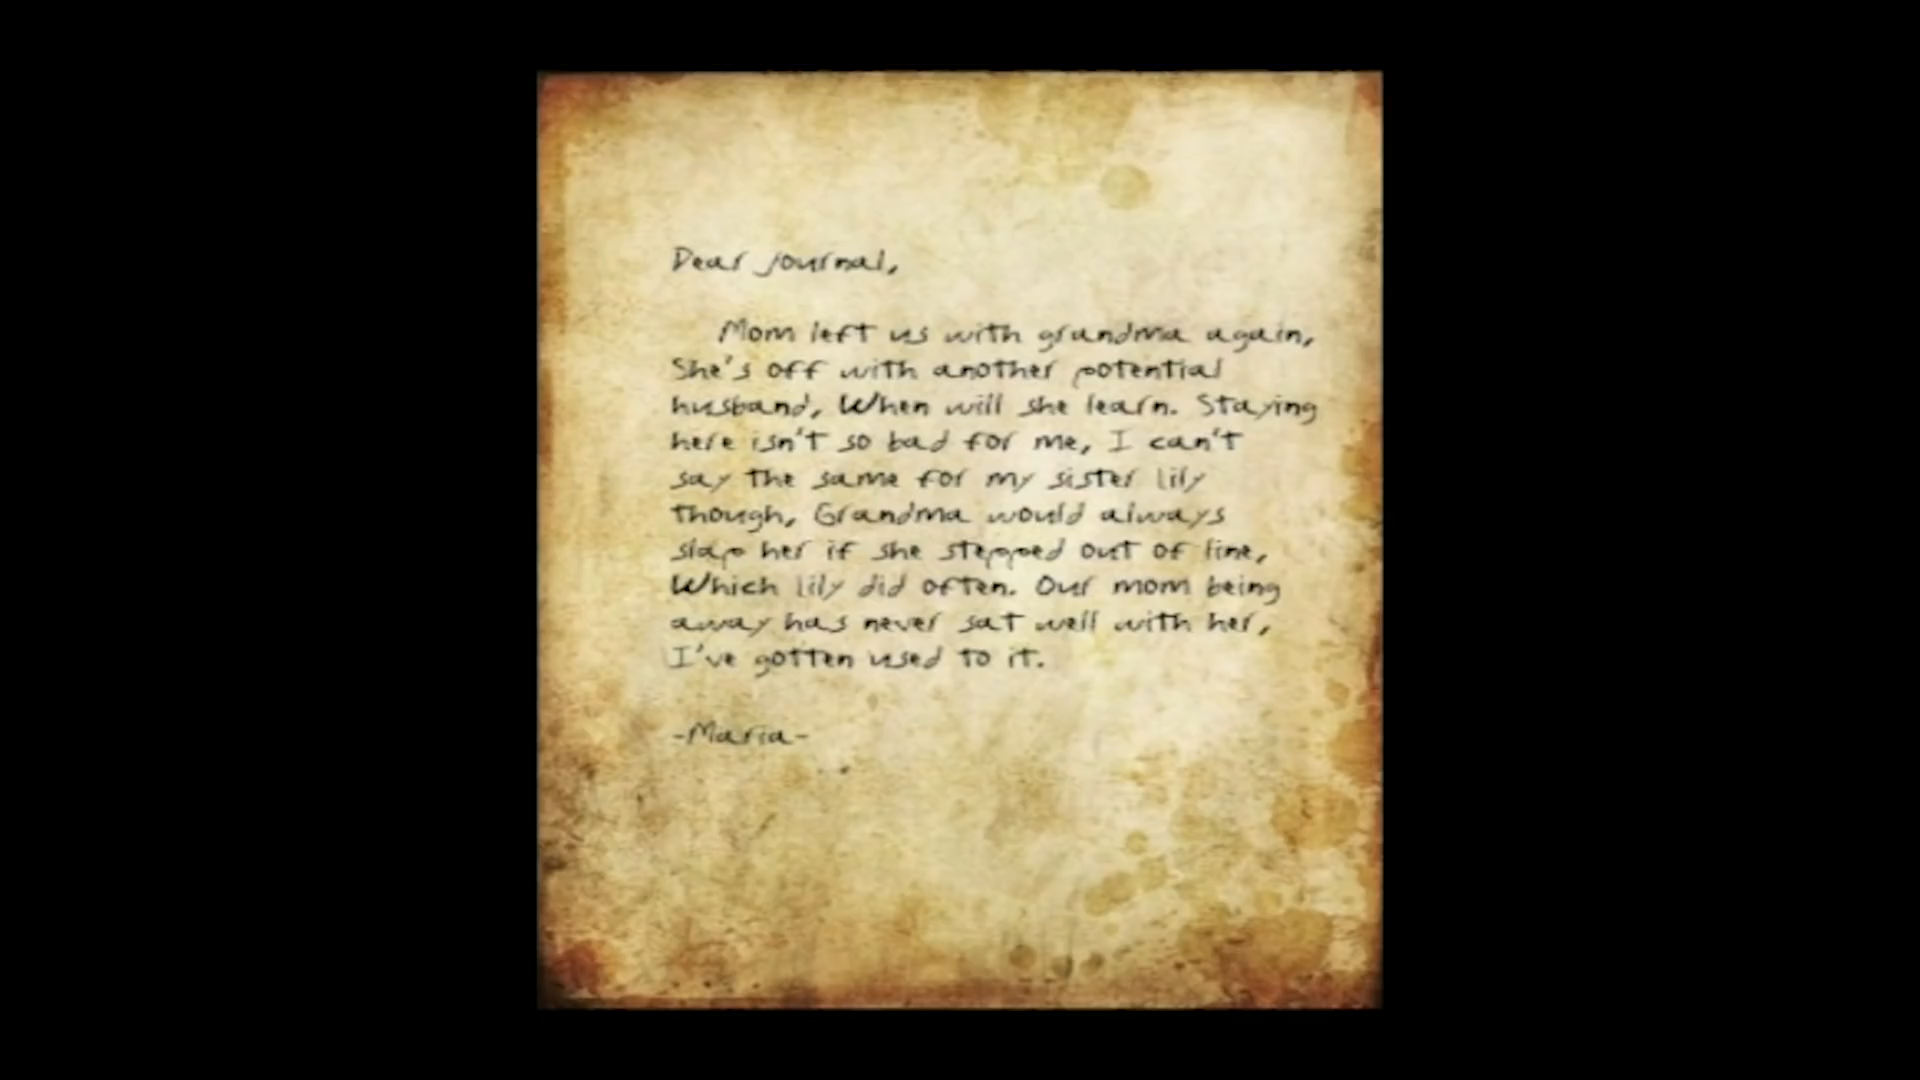 Dear journal,
Mom left us with grandma again,
She's off with another potential
husband, When will she learn. Staying
here isn't so bad for me, I can't
say the same for my sister lily
though, Grandma would always
slap her if she stepped out of line,
Which lily did often. Our mom being
away has never sat well with her,
I've gotten used to it.
-Maria-